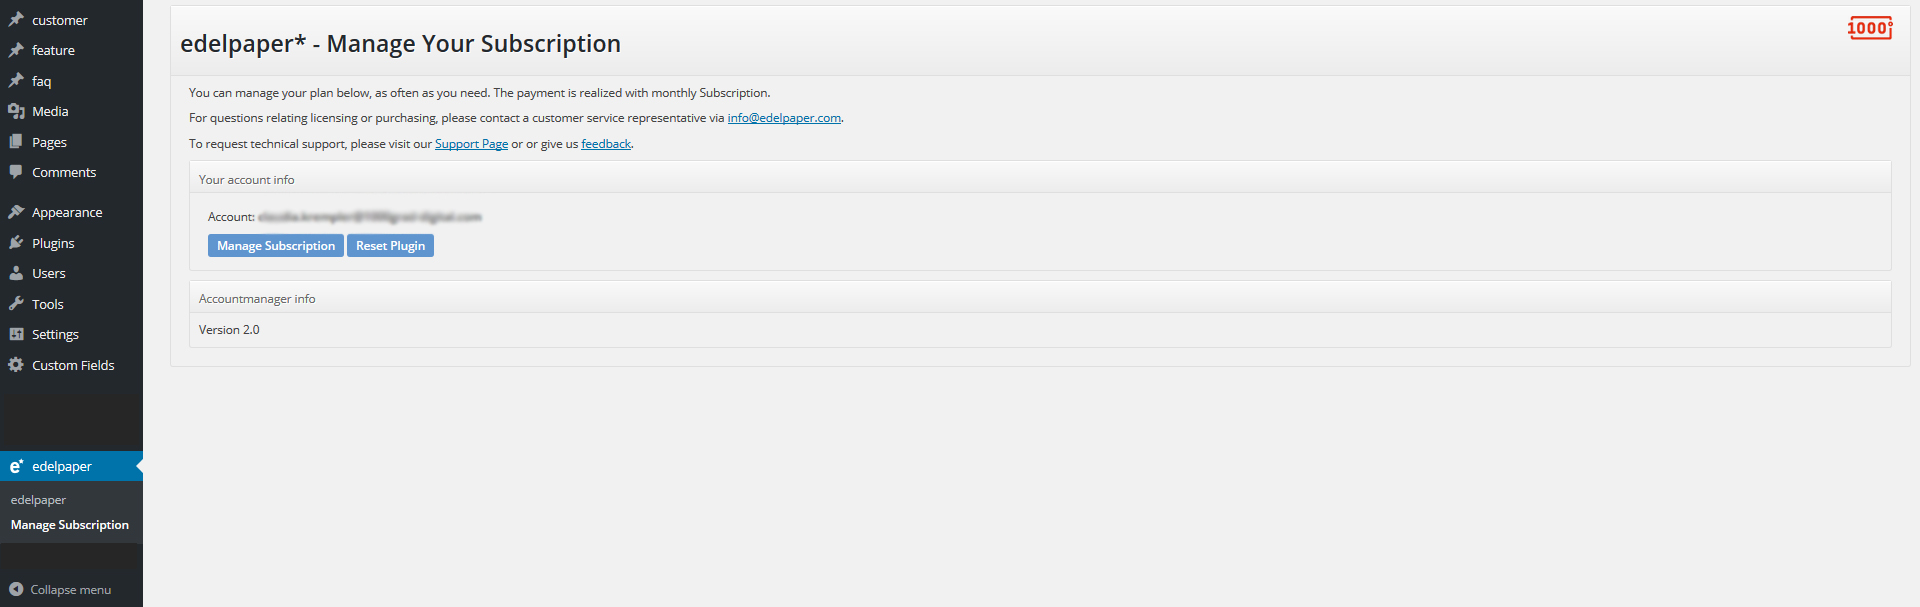 customer
feature
faq
Media
Pages
Comments
Appearance
Plugins
Users
Tools
Settings
Custom Fields
e* edelpaper
edelpaper
Manage Subscription
Collapse menu
edelpaper* - Manage Your Subscription
1000°
You can manage your plan below, as often as you need. The payment is realized with monthly Subscription.
For questions relating licensing or purchasing, please contact a customer service representative via info@edelpaper.com.
To request technical support, please visit our Support Page or or give us feedback.
Your account info
Account:
Manage Subscription Reset Plugin
Accountmanager info
Version 2.0